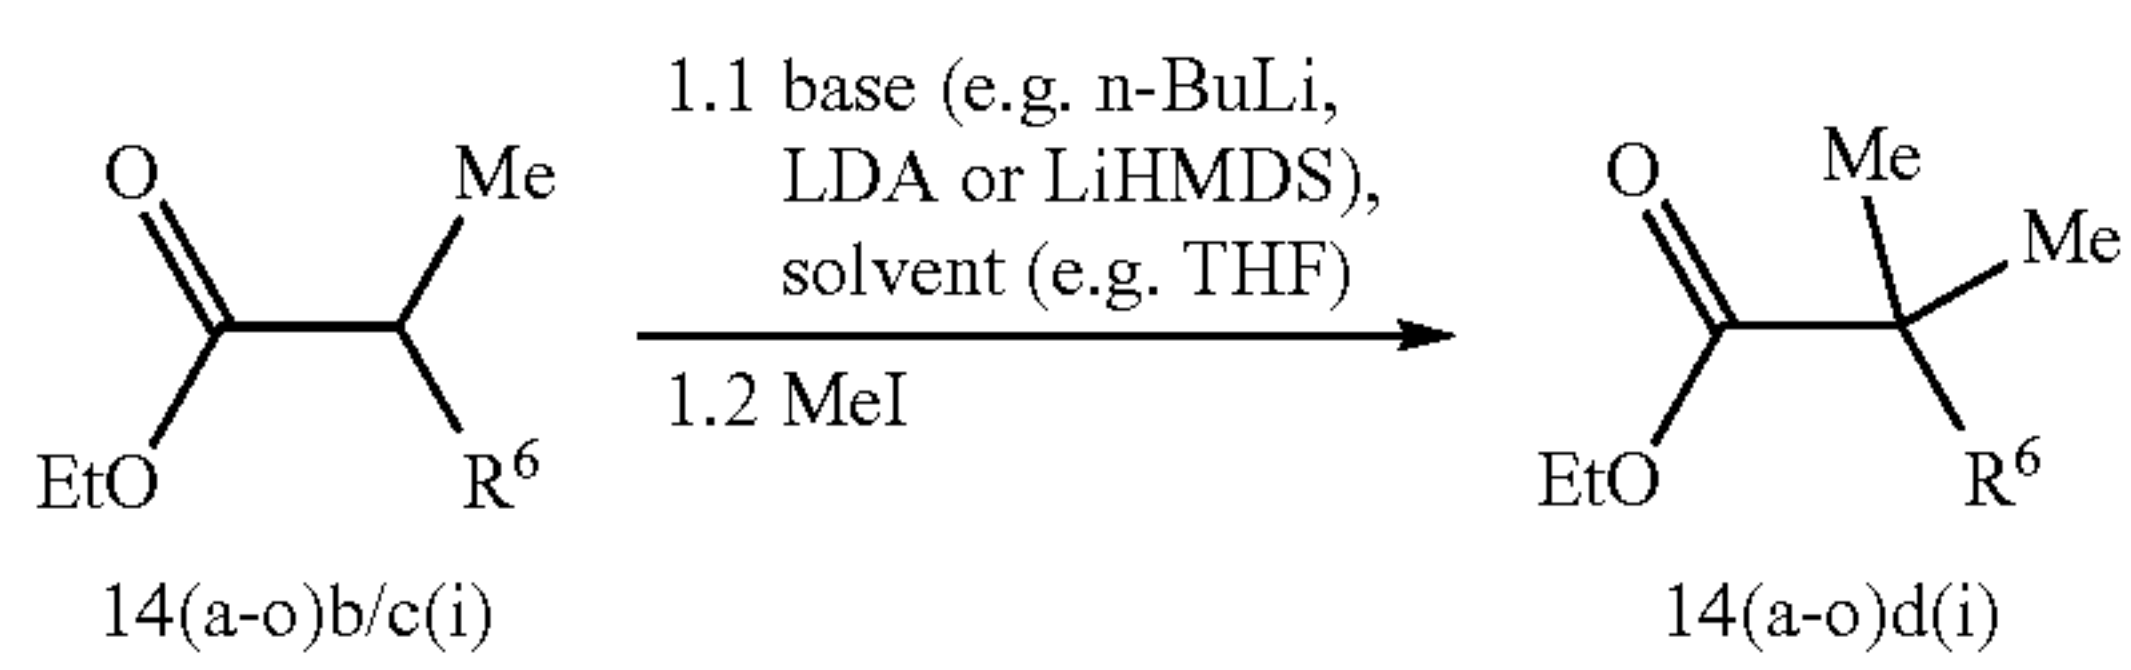 O
Me
EtO
R⁶
14(a-o)b/c(i)
1.1 base (e.g. n-BuLi,
LDA or LiHMDS),
solvent (e.g. THF)
1.2 MeI
O
Me
Me
EtO
R⁶
14(a-o)d(i)